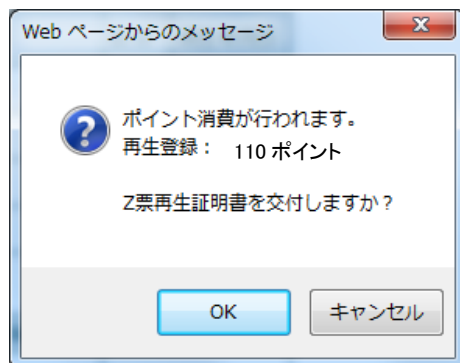 Web ページからのメッセージ
x
ポイント消費が行われます。
再生登録： 110 ポイント
Z票再生証明書を交付しますか？
OK
キャンセル